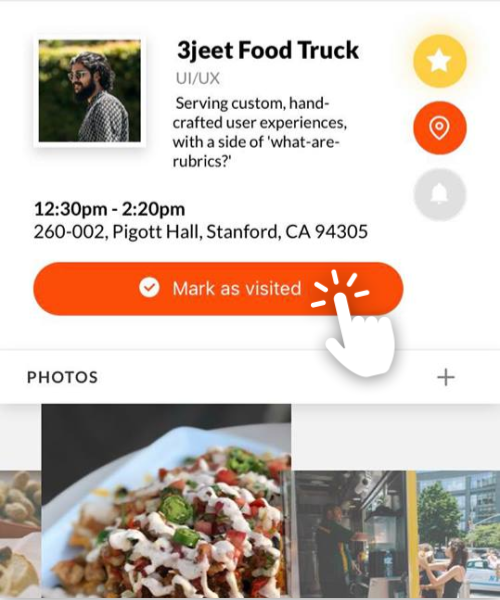 3jeet Food Truck
UI/UX
Serving custom, hand-
crafted user experiences,
with a side of 'what-are-
rubrics?'
12:30pm - 2:20pm
260-002, Pigott Hall, Stanford, CA 94305
Mark as visited
PHOTOS